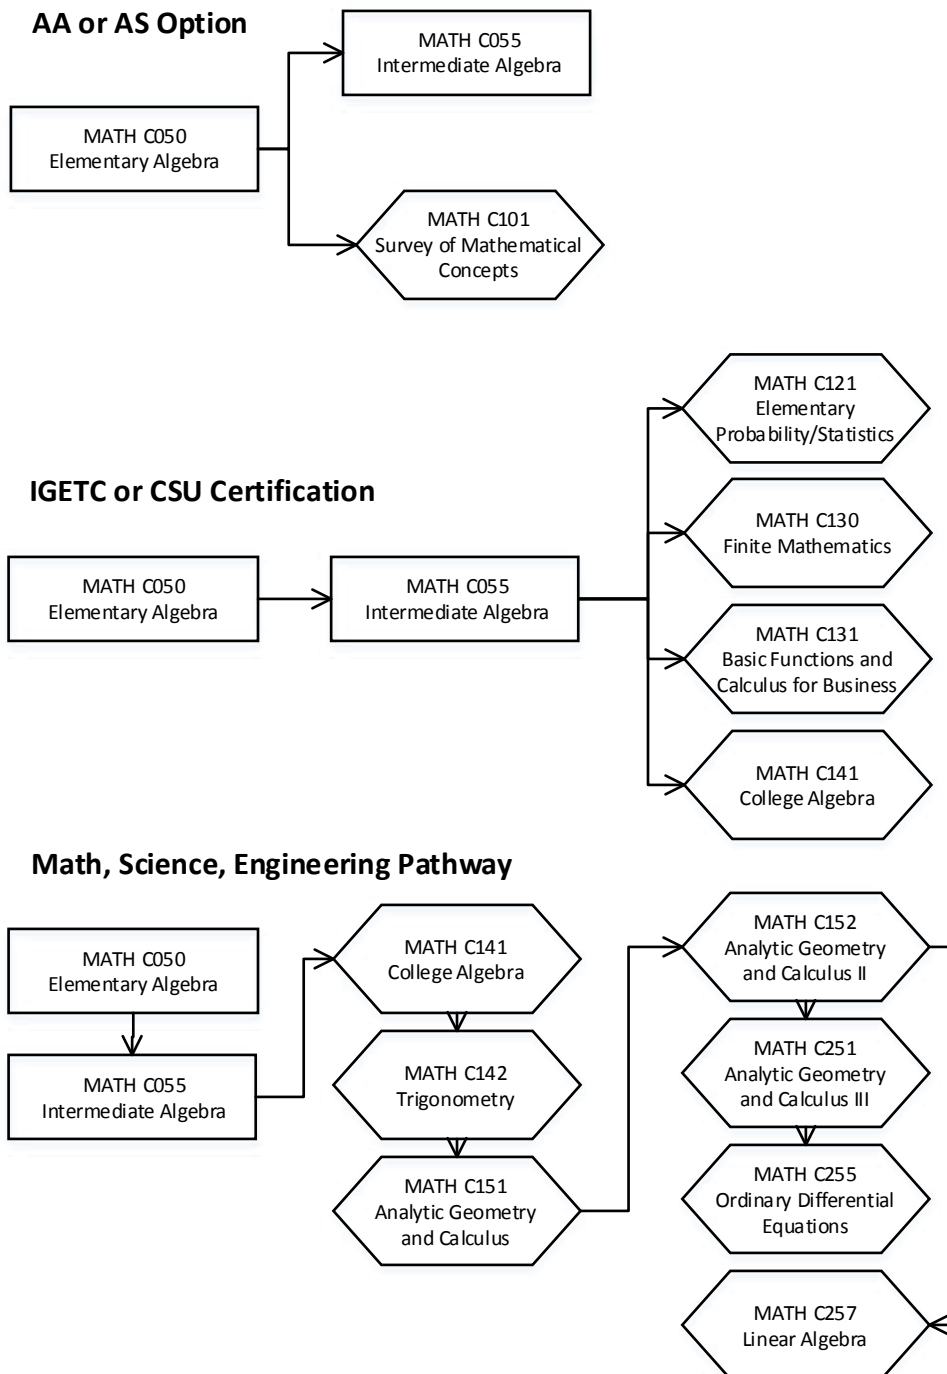 AA or AS Option
MATH C055
Intermediate Algebra
MATH C050
Elementary Algebra
MATH C101
Survey of Mathematical
Concepts
IGETC or CSU Certification
MATH C050
Elementary Algebra
MATH C055
Intermediate Algebra
MATH C121
Elementary
Probability/Statistics
MATH C130
Finite Mathematics
MATH C131
Basic Functions and
Calculus for Business
MATH C141
College Algebra
Math, Science, Engineering Pathway
MATH C050
Elementary Algebra
MATH C055
Intermediate Algebra
MATH C141
College Algebra
MATH C142
Trigonometry
MATH C151
Analytic Geometry
and Calculus
MATH C152
Analytic Geometry
and Calculus II
MATH C251
Analytic Geometry
and Calculus III
MATH C255
Ordinary Differential
Equations
MATH C257
Linear Algebra